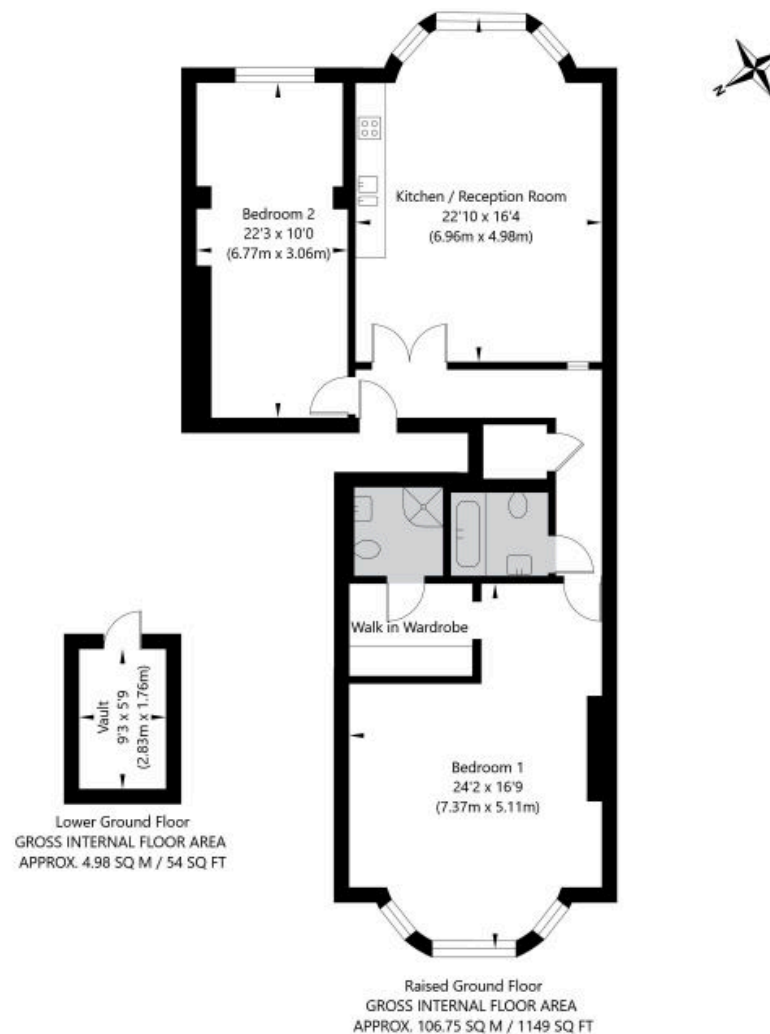 N
Kitchen / Reception Room
22'10 x 16'4
(6.96m x 4.98m)
Bedroom 2
22'3 x 10'0
(6.77m x 3.06m)
Walk in Wardrobe
Bedroom 1
24'2 x 16'9
(7.37m x 5.11m)
Vault
9'3 x 5'9
(2.83m x 1.76m)
Lower Ground Floor
GROSS INTERNAL FLOOR AREA
APPROX. 4.98 SQ M / 54 SQ FT
Raised Ground Floor
GROSS INTERNAL FLOOR AREA
APPROX. 106.75 SQ M / 1149 SQ FT